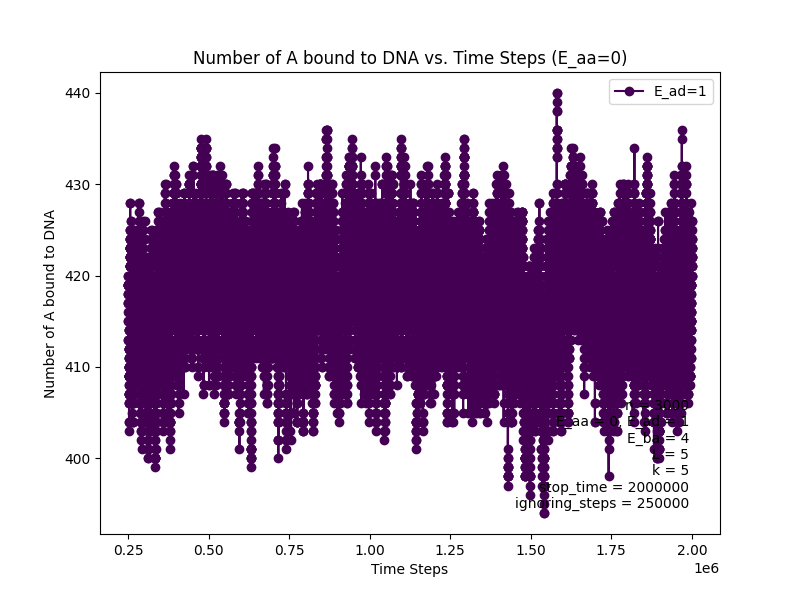 Number of A bound to DNA vs. Time Steps (E_aa=0)
E_ad=1
440
430
420
410
400
Number of A bound to DNA
= 3000
E_aa = 0, E_ad = 1
E_ba = 4
= 5
k = 5
stop_time = 2000000
ignoring_steps = 250000
0.25 0.50 0.75 1.00 1.25 1.50 1.75 2.00
1e6
Time Steps